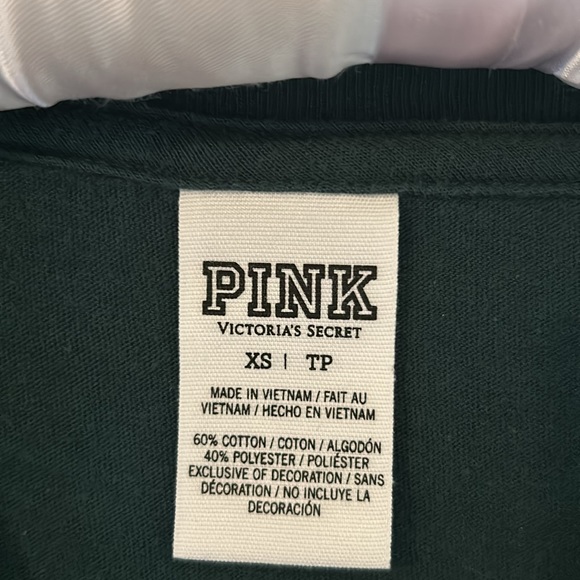 PINK
VICTORIA'S SECRET
XS | TP
MADE IN VIETNAM / FAIT AU
VIETNAM / HECHO EN VIETNAM
60% COTTON / COTON / ALGODÓN
40% POLYESTER / POLIÉSTER
EXCLUSIVE OF DECORATION / SANS
DÉCORATION / NO INCLUYE LA
DECORACIÓN